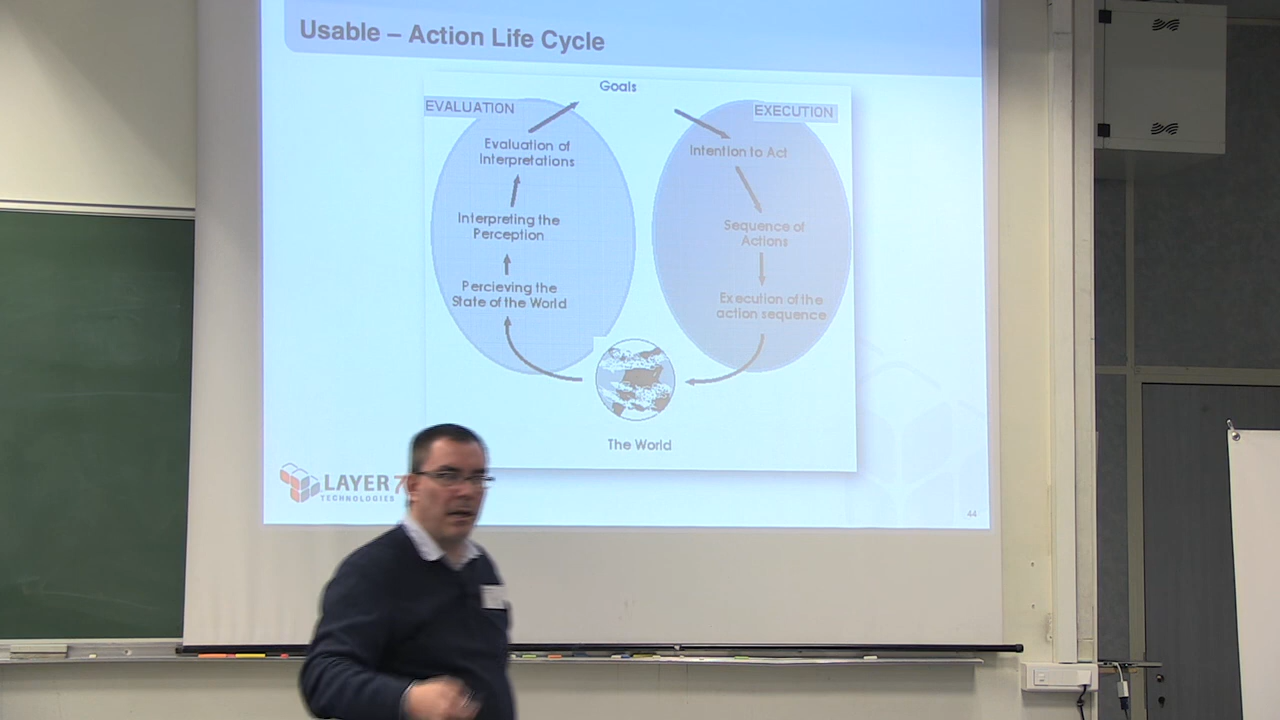 Usable – Action Life Cycle
Goals
EVALUATION
EXECUTION
Evaluation of
Interpretations
Intention to Act
Interpreting the
Perception
Sequence of
Actions
Percieving the
State of the World
Execution of the
action sequence
The World
LAYER 7
TECHNOLOGIES
44